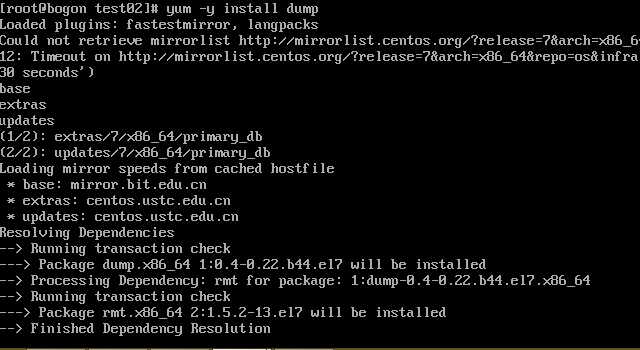 [root@bogon test02]# yum -y install dump
Loaded plugins: fastestmirror, langpacks
Could not retrieve mirrorlist http://mirrorlist.centos.org/?release=7&arch=x86_6
12: Timeout on http://mirrorlist.centos.org/?release=7&arch=x86_64&repo=os&infra
30 seconds')
base
extras
updates
(1/2): extras/7/x86_64/primary_db
(2/2): updates/7/x86_64/primary_db
Loading mirror speeds from cached hostfile
* base: mirror.bit.edu.cn
* extras: centos.ustc.edu.cn
* updates: centos.ustc.edu.cn
Resolving Dependencies
--> Running transaction check
---> Package dump.x86_64 1:0.4-0.22.b44.el7 will be installed
--> Processing Dependency: rmt for package: 1:dump-0.4-0.22.b44.el7.x86_64
--> Running transaction check
---> Package rmt.x86_64 2:1.5.2-13.el7 will be installed
--> Finished Dependency Resolution